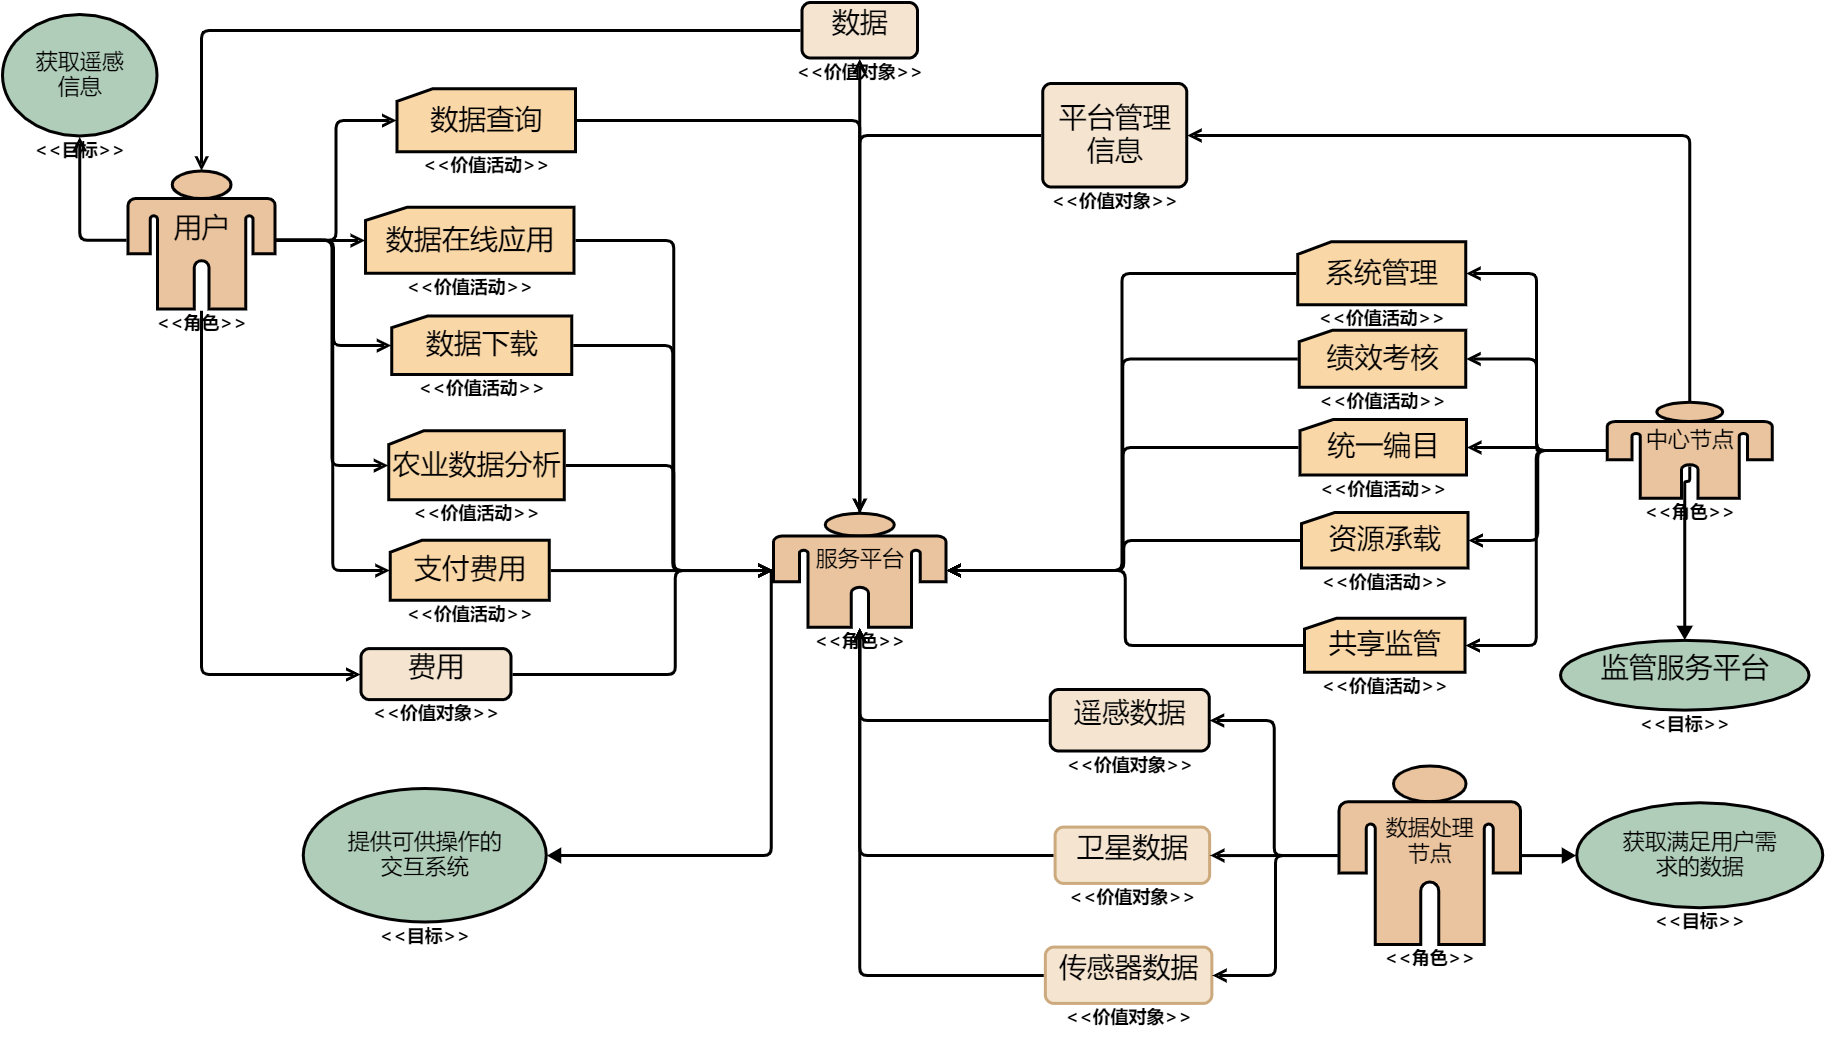 数据
<<价值对象>>
获取遥感
信息
<<目标>>
数据查询
<<价值活动>>
平台管理
信息
<<价值对象>>
用户
<<角色>>
数据在线应用
<<价值活动>>
系统管理
<<价值活动>>
数据下载
<<价值活动>>
绩效考核
<<价值活动>>
农业数据分析
<<价值活动>>
统一编目
<<价值活动>>
中心节点
<<角色>>
支付费用
<<价值活动>>
服务平台
<<角色>>
资源承载
<<价值活动>>
费用
<<价值对象>>
共享监管
<<价值活动>>
监管服务平台
<<目标>>
遥感数据
<<价值对象>>
提供可供操作的
交互系统
<<目标>>
卫星数据
<<价值对象>>
数据处理
节点
<<角色>>
获取满足用户需
求的数据
<<目标>>
传感器数据
<<价值对象>>